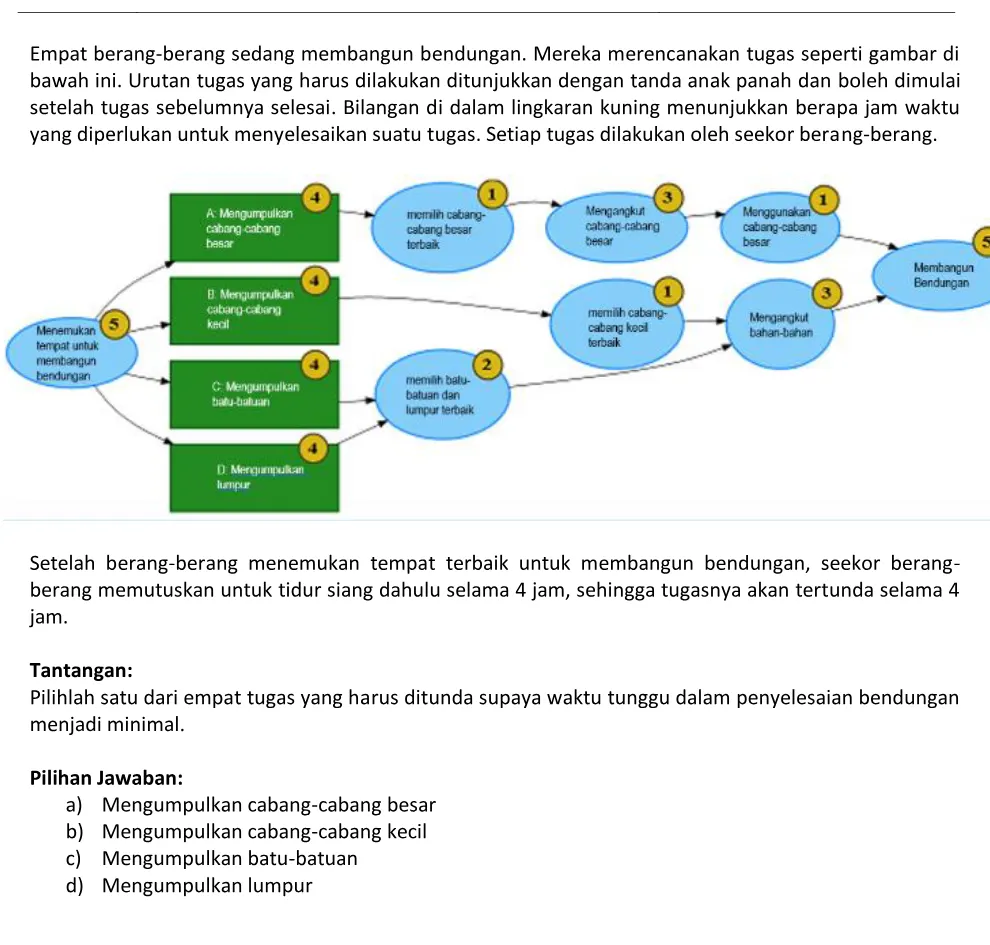 Empat berang-berang sedang membangun bendungan. Mereka merencanakan tugas seperti gambar di
bawah ini. Urutan tugas yang harus dilakukan ditunjukkan dengan tanda anak panah dan boleh dimulai
setelah tugas sebelumnya selesai. Bilangan di dalam lingkaran kuning menunjukkan berapa jam waktu
yang diperlukan untuk menyelesaikan suatu tugas. Setiap tugas dilakukan oleh seekor berang-berang.
Menemukan
tempat untuk
membangun
bendungan
5
A: Mengumpulkan
cabang-cabang
besar
4
memilih cabang-
cabang besar
terbaik
1
Mengangkut
cabang-cabang
besar
3
Menggunakan
cabang-cabang
besar
1
B: Mengumpulkan
cabang-cabang
kecil
4
memilih cabang-
cabang kecil
terbaik
1
Mengangkut
bahan-bahan
3
Membangun
Bendungan
5
C: Mengumpulkan
batu-batuan
4
memilih batu-
batuan dan
lumpur terbaik
2
D: Mengumpulkan
lumpur
4
Setelah berang-berang menemukan tempat terbaik untuk membangun bendungan, seekor berang-
berang memutuskan untuk tidur siang dahulu selama 4 jam, sehingga tugasnya akan tertunda selama 4
jam.
Tantangan:
Pilihlah satu dari empat tugas yang harus ditunda supaya waktu tunggu dalam penyelesaian bendungan
menjadi minimal.
Pilihan Jawaban:
a) Mengumpulkan cabang-cabang besar
b) Mengumpulkan cabang-cabang kecil
c) Mengumpulkan batu-batuan
d) Mengumpulkan lumpur